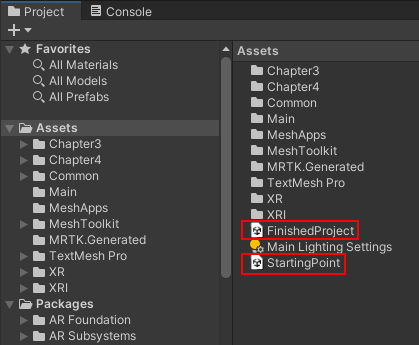 Project
Console
Favorites
All Materials
All Models
All Prefabs
Assets
Chapter3
Chapter4
Common
Main
MeshApps
MeshToolkit
MRTK.Generated
TextMesh Pro
XR
XRI
Packages
AR Foundation
AR Subsystems
Assets
Chapter3
Chapter4
Common
Main
MeshApps
MeshToolkit
MRTK.Generated
TextMesh Pro
XR
XRI
FinishedProject
Main Lighting Settings
StartingPoint